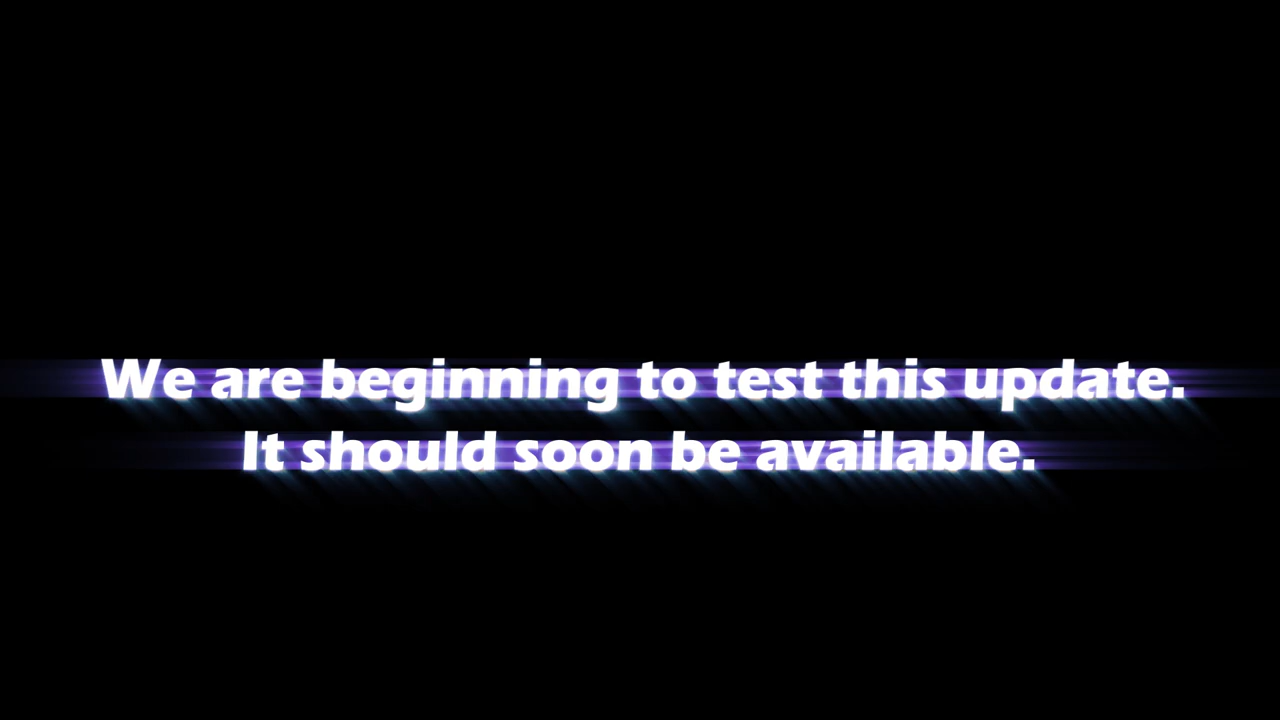 We are beginning to test this update.
It should soon be available.